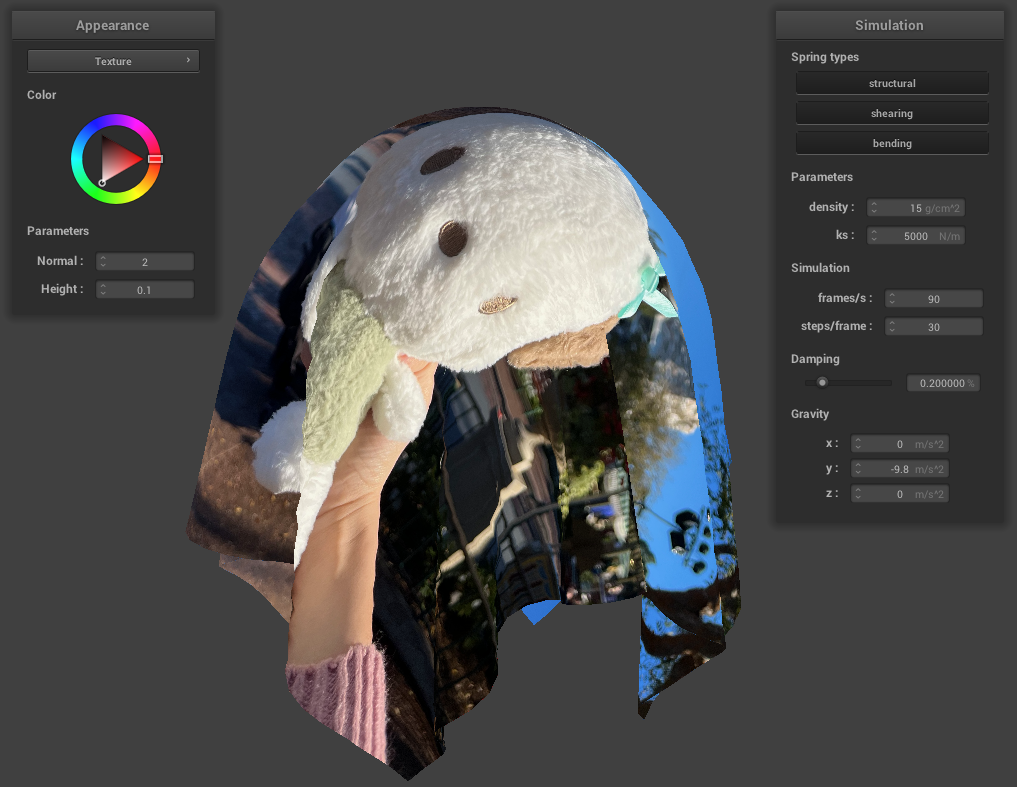 Appearance
Texture
Color
Parameters
Normal : 2
Height : 0.1
Simulation
Spring types
structural
shearing
bending
Parameters
density : 15 g/cm^2
ks : 5000 N/m
Simulation
frames/s : 90
steps/frame : 30
Damping
0.200000 %
Gravity
x : 0 m/s^2
y : -9.8 m/s^2
z : 0 m/s^2